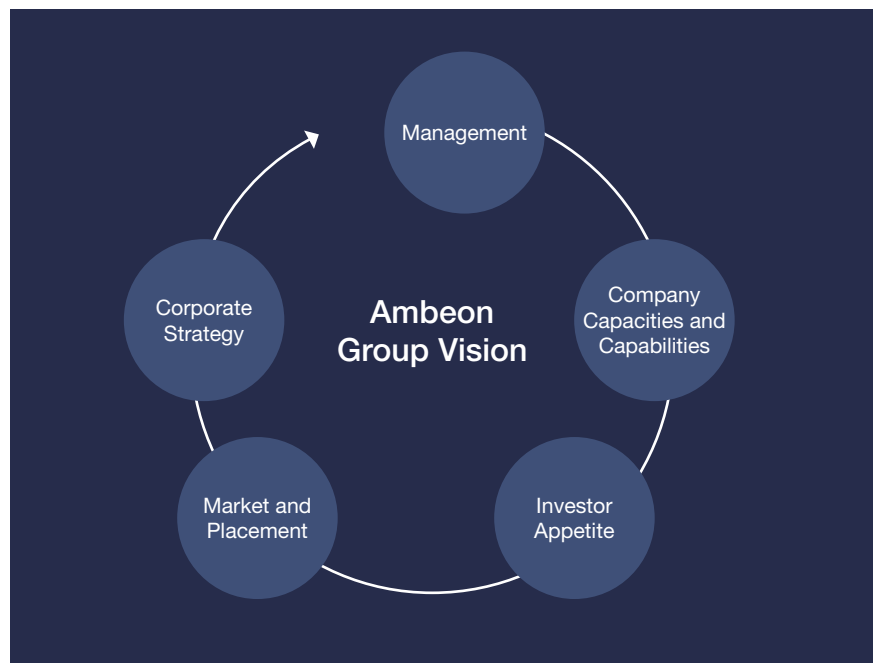 Management
Company
Capacities and
Capabilities
Investor
Appetite
Market and
Placement
Corporate
Strategy
Ambeon
Group Vision